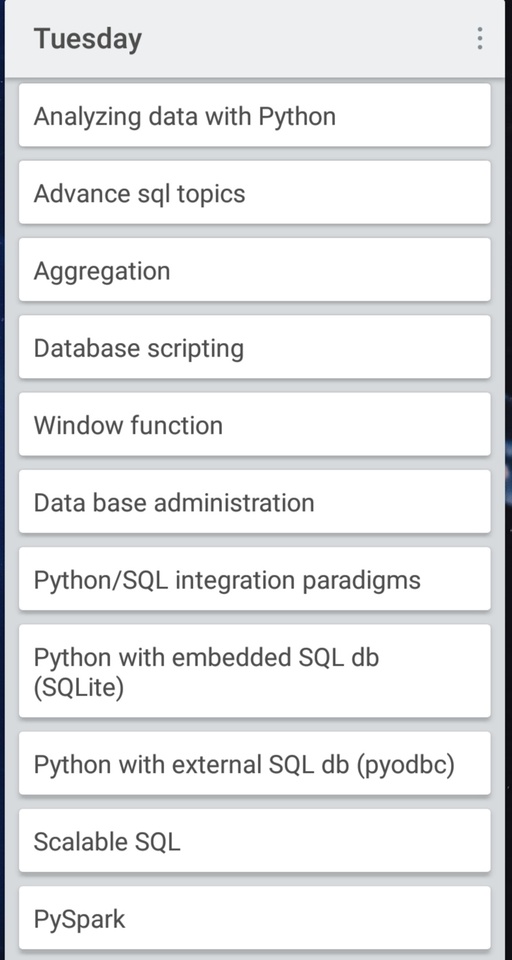 Tuesday
Analyzing data with Python
Advance sql topics
Aggregation
Database scripting
Window function
Data base administration
Python/SQL integration paradigms
Python with embedded SQL db
(SQLite)
Python with external SQL db (pyodbc)
Scalable SQL
PySpark